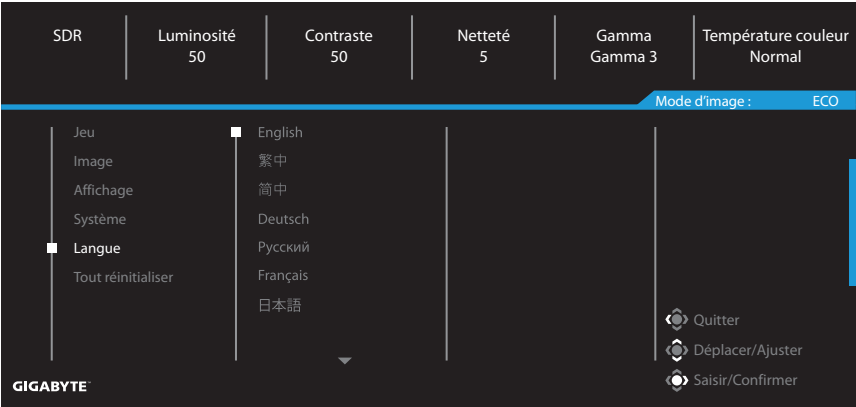 SDR
Luminosité
50
Contraste
50
Netteté
5
Gamma
Gamma 3
Température couleur
Normal
Mode d'image : ECO
Jeu
Image
Affichage
Système
Langue
Tout réinitialiser
English
繁中
简中
Deutsch
Русский
Français
日本語
Quitter
Déplacer/Ajuster
Saisir/Confirmer
GIGABYTE™